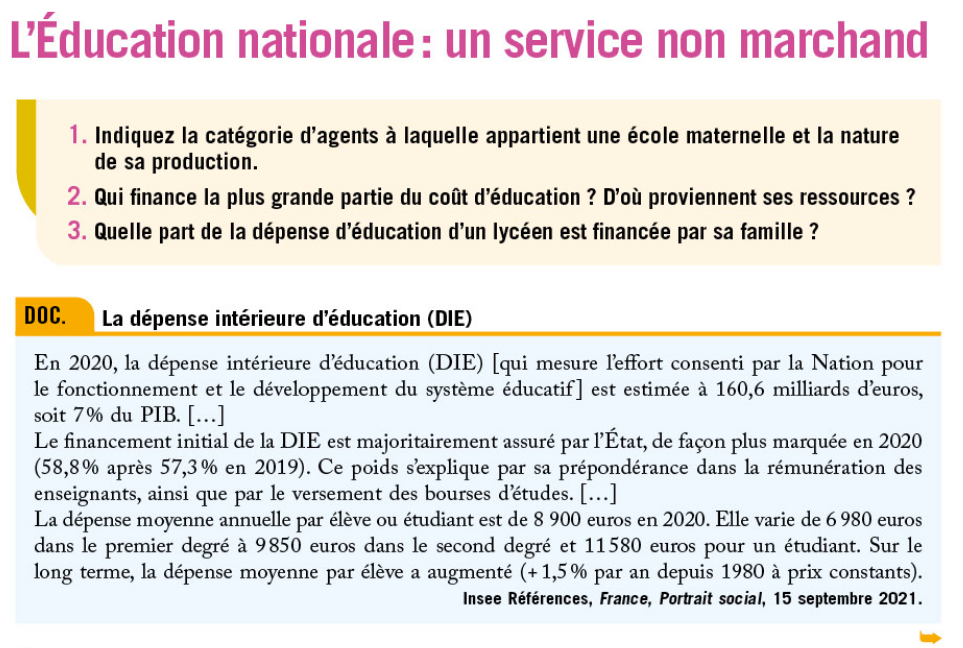 L'Éducation nationale : un service non marchand
1. Indiquez la catégorie d'agents à laquelle appartient une école maternelle et la nature
de sa production.
2. Qui finance la plus grande partie du coût d'éducation ? D'où proviennent ses ressources ?
3. Quelle part de la dépense d'éducation d'un lycéen est financée par sa famille ?
DOC. La dépense intérieure d'éducation (DIE)
En 2020, la dépense intérieure d'éducation (DIE) [qui mesure l'effort consenti par la Nation pour
le fonctionnement et le développement du système éducatif] est estimée à 160,6 milliards d'euros,
soit 7 % du PIB. […]
Le financement initial de la DIE est majoritairement assuré par l'État, de façon plus marquée en 2020
(58,8 % après 57,3 % en 2019). Ce poids s'explique par sa prépondérance dans la rémunération des
enseignants, ainsi que par le versement des bourses d'études. […]
La dépense moyenne annuelle par élève ou étudiant est de 8 900 euros en 2020. Elle varie de 6 980 euros
dans le premier degré à 9 850 euros dans le second degré et 11 580 euros pour un étudiant. Sur le
long terme, la dépense moyenne par élève a augmenté (+ 1,5 % par an depuis 1980 à prix constants).
Insee Références, France, Portrait social, 15 septembre 2021.